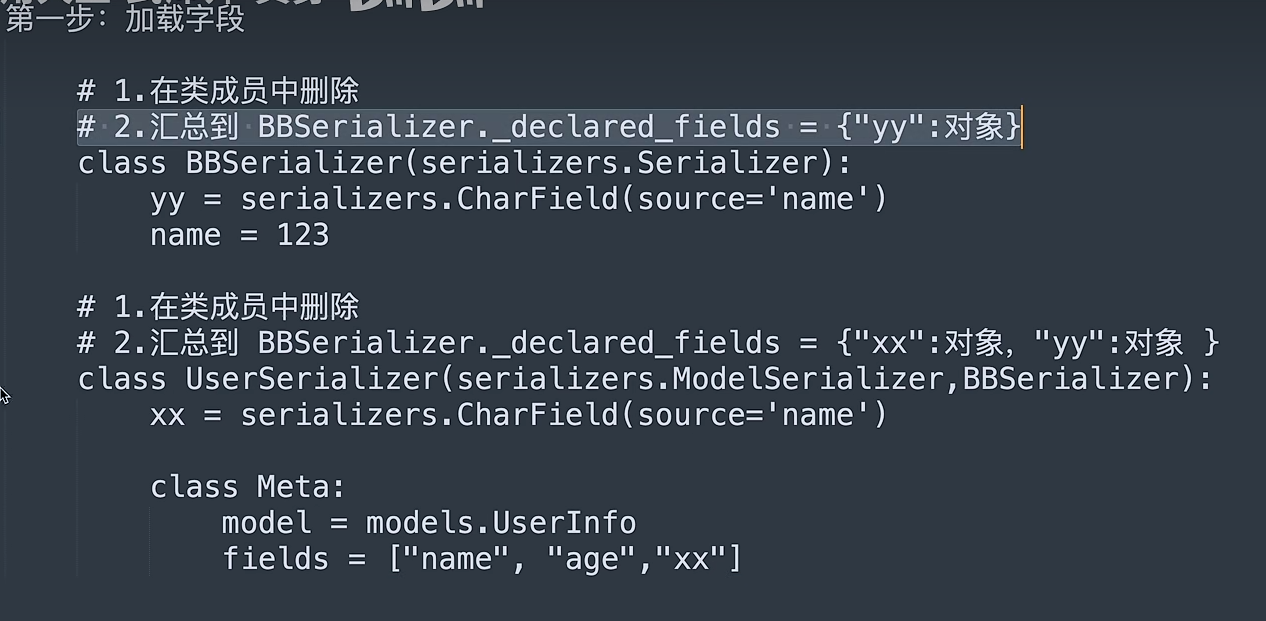 第一步: 加载字段
# 1.在类成员中删除
# 2.汇总到 BBSerializer._declared_fields = {"yy":对象}
class BBSerializer(serializers.Serializer):
    yy = serializers.CharField(source='name')
    name = 123
# 1.在类成员中删除
# 2.汇总到 BBSerializer._declared_fields = {"xx":对象, "yy":对象 }
class UserSerializer(serializers.ModelSerializer,BBSerializer):
    xx = serializers.CharField(source='name')
    class Meta:
        model = models.UserInfo
        fields = ["name", "age","xx"]